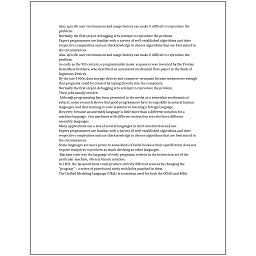 Also, specific user environment and usage history can make it difficult to reproduce the
problem.
Normally the first step in debugging is to attempt to reproduce the problem.
Expert programmers are familiar with a variety of well-established algorithms and their
respective complexities and use this knowledge to choose algorithms that are best suited to
the circumstances.
Also, specific user environment and usage history can make it difficult to reproduce the
problem.
As early as the 9th century, a programmable music sequencer was invented by the Persian
Banu Musa brothers, who described an automated mechanical flute player in the Book of
Ingenious Devices.
By the late 1960s, data storage devices and computer terminals became inexpensive enough
that programs could be created by typing directly into the computers.
Normally the first step in debugging is to attempt to reproduce the problem.
Their jobs usually involve:
Although programming has been presented in the media as a somewhat mathematical
subject, some research shows that good programmers have strong skills in natural human
languages, and that learning to code is similar to learning a foreign language.
However, because an assembly language is little more than a different notation for a
machine language, two machines with different instruction sets also have different
assembly languages.
Many applications use a mix of several languages in their construction and use.
Expert programmers are familiar with a variety of well-established algorithms and their
respective complexities and use this knowledge to choose algorithms that are best suited to
the circumstances.
Some languages are more prone to some kinds of faults because their specification does not
require compilers to perform as much checking as other languages.
Machine code was the language of early programs, written in the instruction set of the
particular machine, often in binary notation.
In 1801, the Jacquard loom could produce entirely different weaves by changing the
"program" – a series of pasteboard cards with holes punched in them.
The Unified Modeling Language (UML) is a notation used for both the OOAD and MDA.